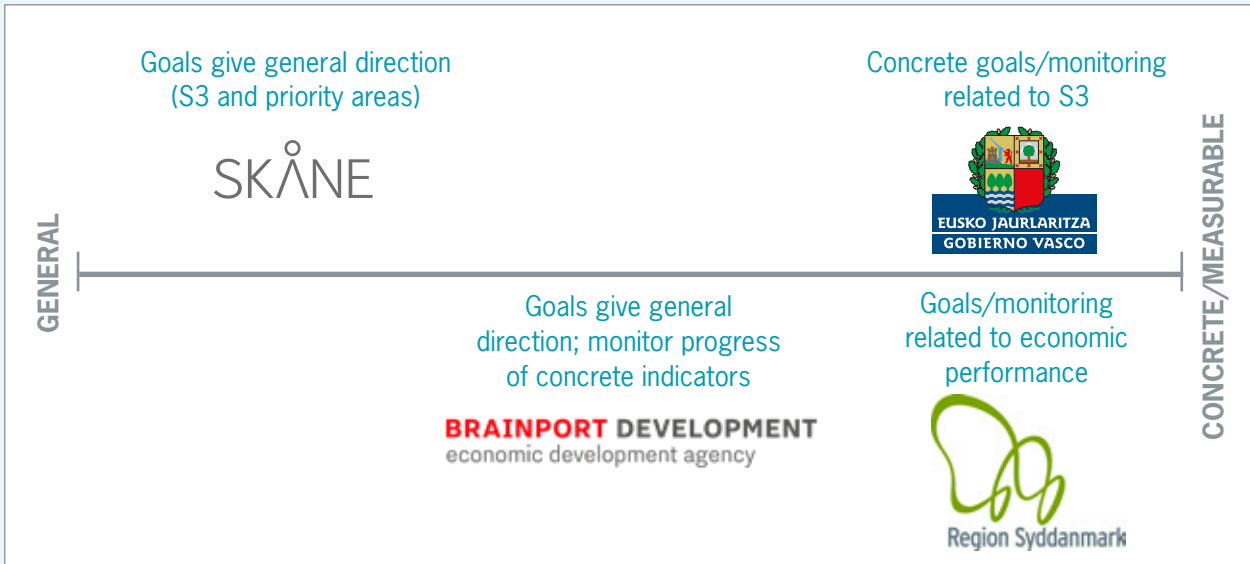 Goals give general direction
(S3 and priority areas)
SKÅNE
Concrete goals/monitoring
related to S3
EUSKO JAURLARITZA
GOBIERNO VASCO
GENERAL
CONCRETE/MEASURABLE
Goals give general
direction; monitor progress
of concrete indicators
BRAINPORT DEVELOPMENT
economic development agency
Goals/monitoring
related to economic
performance
Region Syddanmark